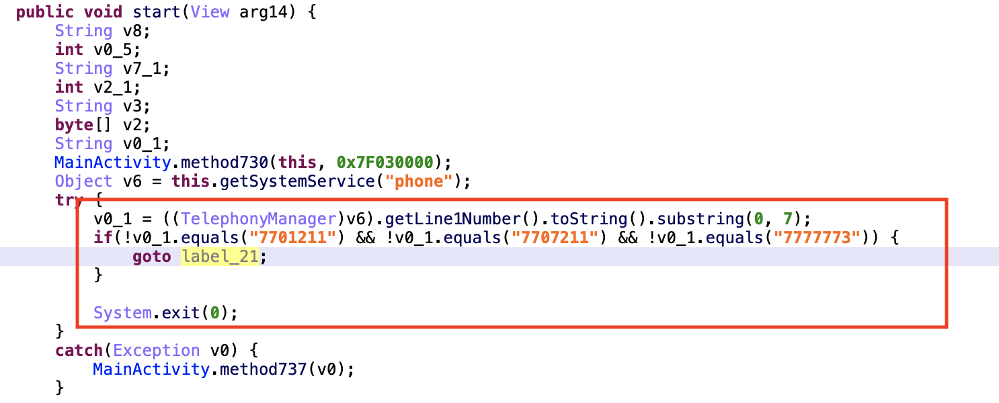 public void start(View arg14) {
    String v8;
    int v0_5;
    String v7_1;
    int v2_1;
    String v3;
    byte[] v2;
    String v0_1;
    MainActivity.method730(this, 0x7F030000);
    Object v6 = this.getSystemService("phone");
    try {
        v0_1 = ((TelephonyManager)v6).getLine1Number().toString().substring(0, 7);
        if(!v0_1.equals("7701211") && !v0_1.equals("7707211") && !v0_1.equals("7777773")) {
            goto label_21;
        }
        System.exit(0);
    }
    catch(Exception v0) {
        MainActivity.method737(v0);
    }